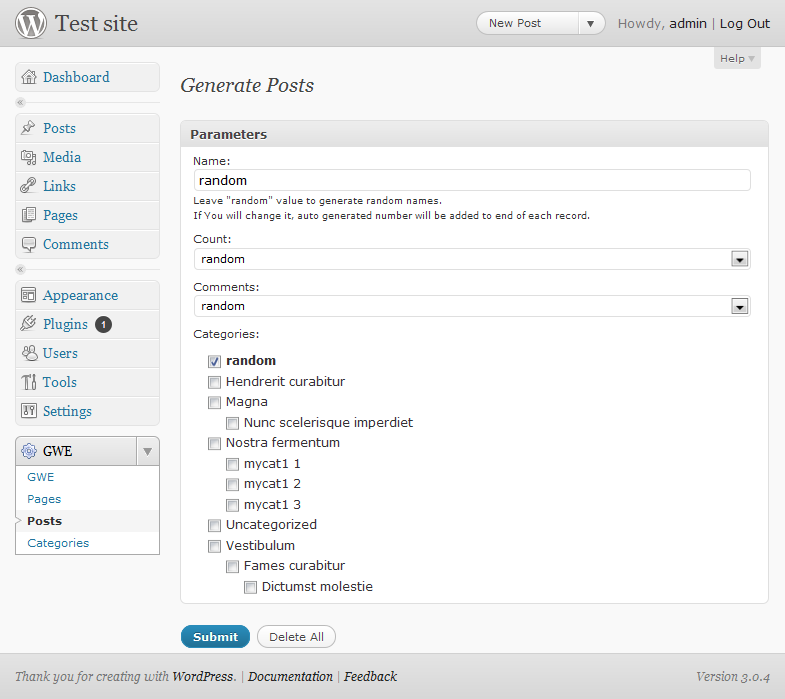 Test site
New Post
Howdy, admin | Log Out
Help
Dashboard
Posts
Media
Links
Pages
Comments
Appearance
Plugins 1
Users
Tools
Settings
GWE
GWE
Pages
Posts
Categories
Generate Posts
Parameters
Name:
random
Leave "random" value to generate random names.
If You will change it, auto generated number will be added to end of each record.
Count:
random
Comments:
random
Categories:
random
Hendrerit curabitur
Magna
Nunc scelerisque imperdiet
Nostra fermentum
mycat1 1
mycat1 2
mycat1 3
Uncategorized
Vestibulum
Fames curabitur
Dictumst molestie
Submit
Delete All
Thank you for creating with WordPress. | Documentation | Feedback
Version 3.0.4